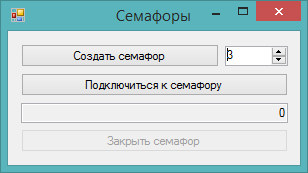 Семафоры
Создать семафор 3
Подключиться к семафору
0
Закрыть семафор